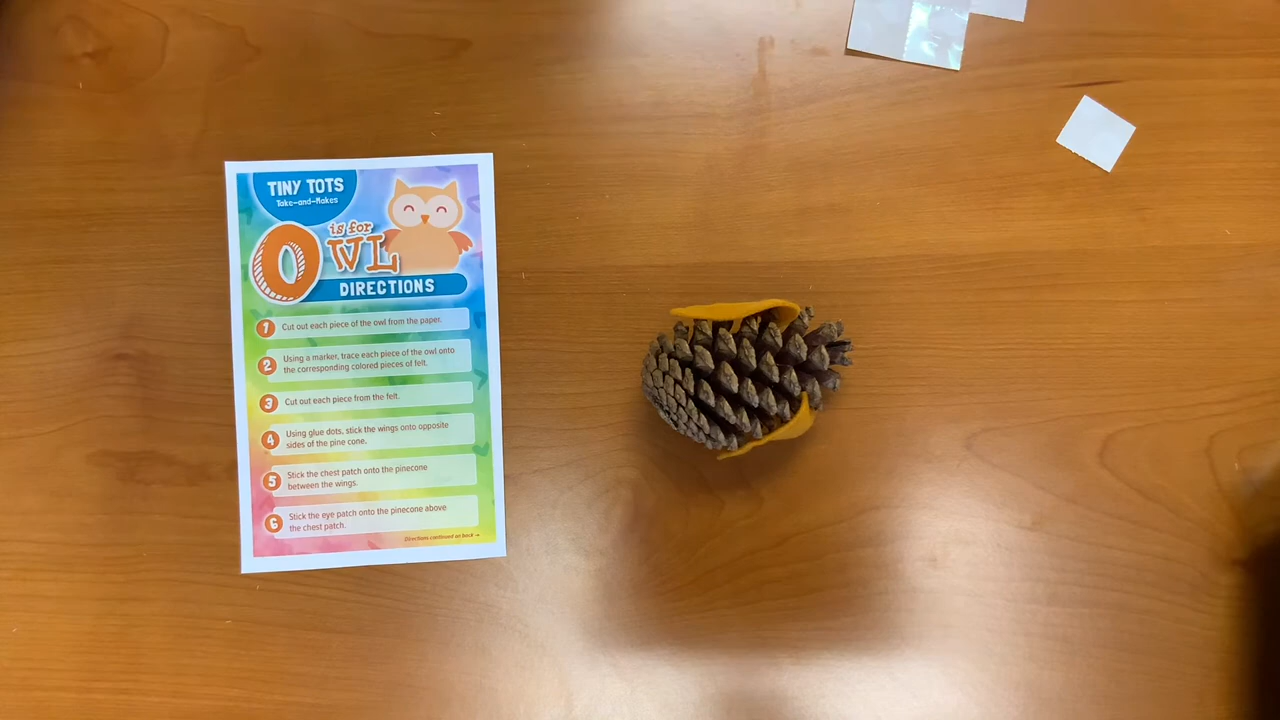 TINY TOTS
Take-and-Makes
O is for
WL
DIRECTIONS
1 Cut out each piece of the owl from the paper.
2 Using a marker, trace each piece of the owl onto
the corresponding colored pieces of felt.
3 Cut out each piece from the felt.
4 Using glue dots, stick the wings onto opposite
sides of the pine cone.
5 Stick the chest patch onto the pinecone
between the wings.
6 Stick the eye patch onto the pinecone above
the chest patch.
Directions continued on back →